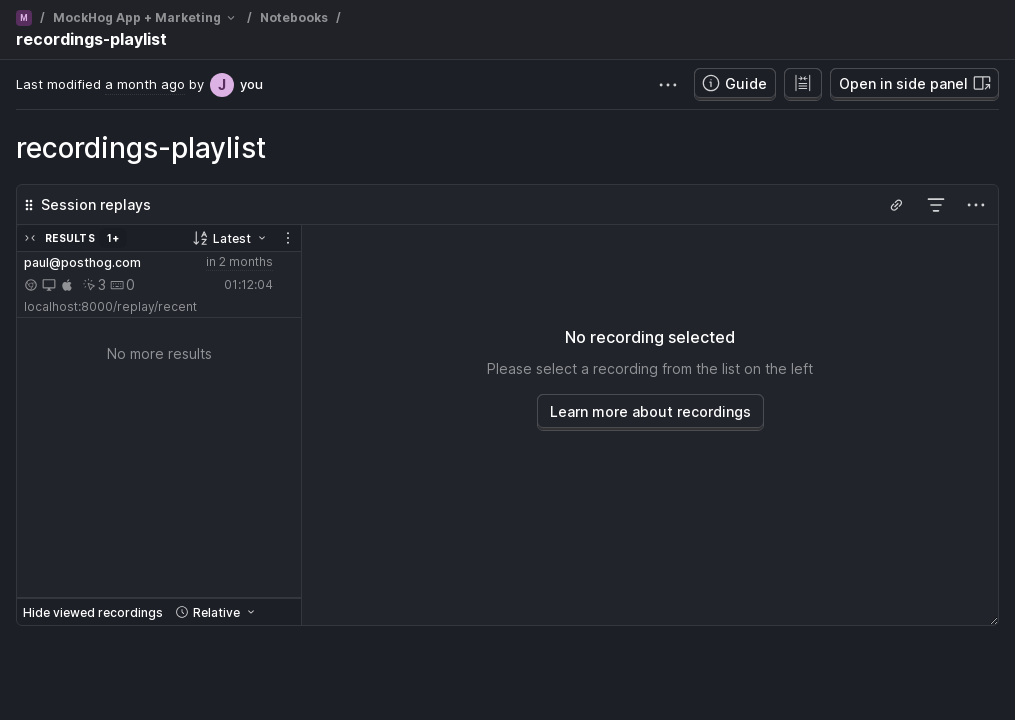 M / MockHog App + Marketing / Notebooks /
recordings-playlist
Last modified a month ago by J you
Guide
Open in side panel
recordings-playlist
Session replays
RESULTS 1+ Latest
paul@posthog.com in 2 months
3 0 01:12:04
localhost:8000/replay/recent
No more results
No recording selected
Please select a recording from the list on the left
Learn more about recordings
Hide viewed recordings Relative